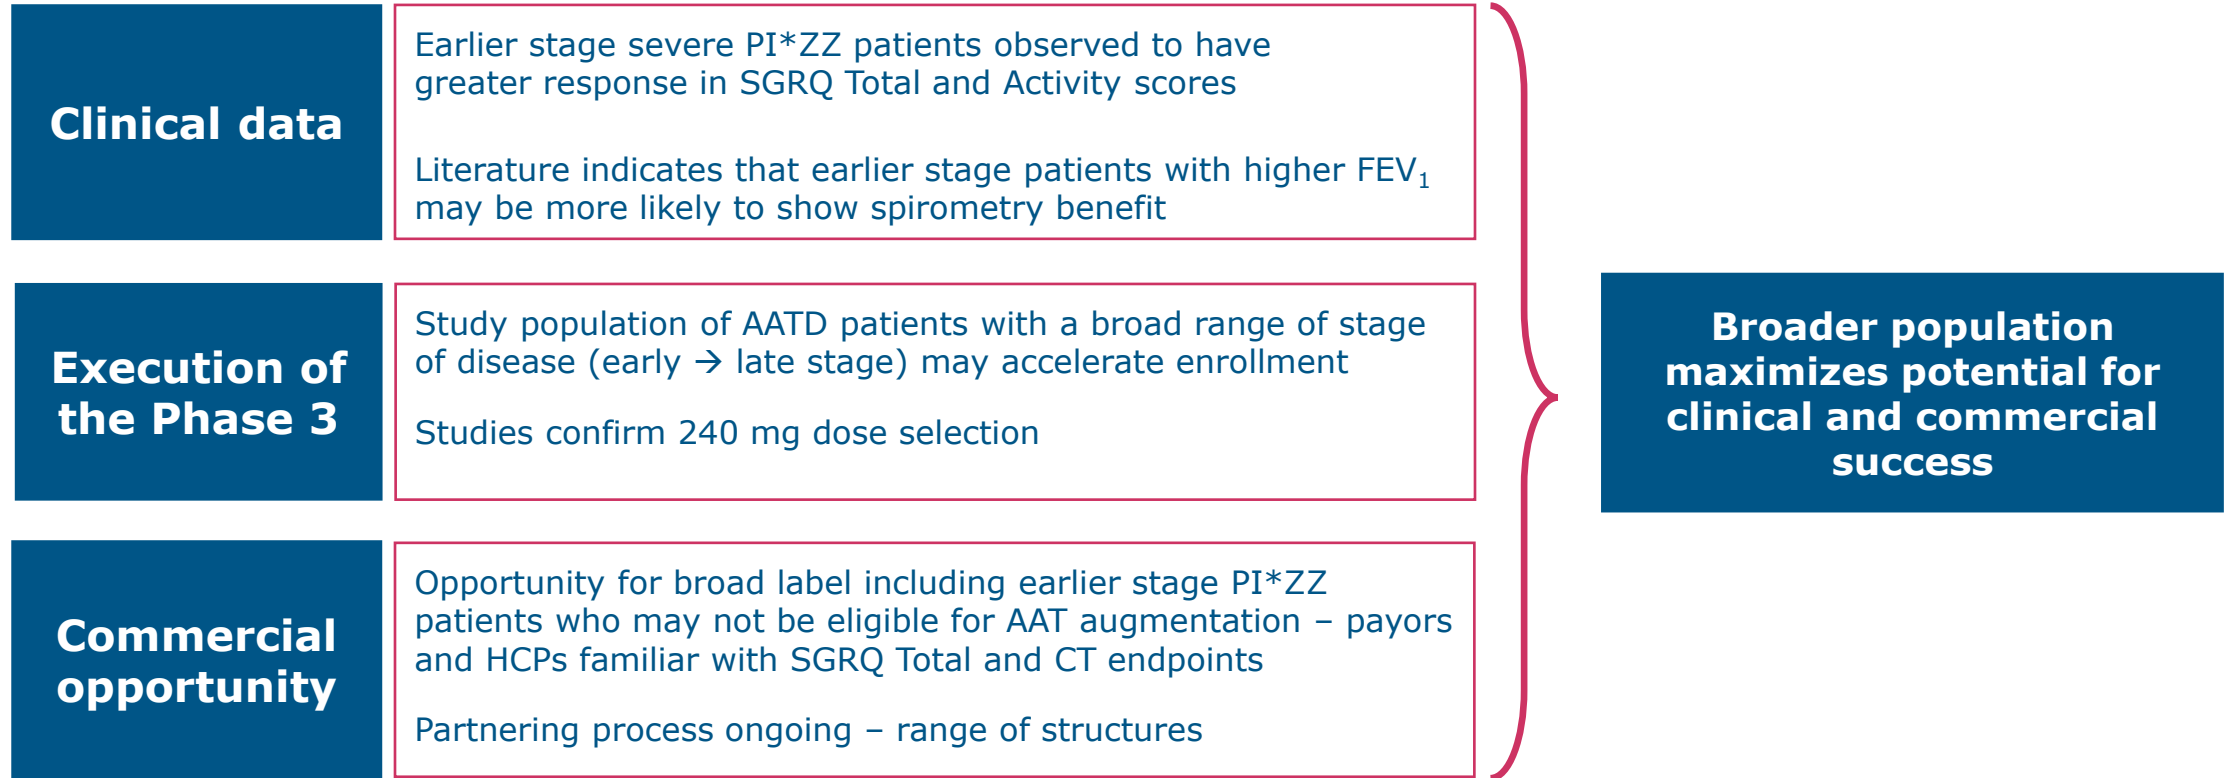 Clinical data
Earlier stage severe PI*ZZ patients observed to have
greater response in SGRQ Total and Activity scores
Literature indicates that earlier stage patients with higher FEV₁
may be more likely to show spirometry benefit
Execution of
the Phase 3
Study population of AATD patients with a broad range of stage
of disease (early → late stage) may accelerate enrollment
Studies confirm 240 mg dose selection
Commercial
opportunity
Opportunity for broad label including earlier stage PI*ZZ
patients who may not be eligible for AAT augmentation – payors
and HCPs familiar with SGRQ Total and CT endpoints
Partnering process ongoing – range of structures
Broader population
maximizes potential for
clinical and commercial
success